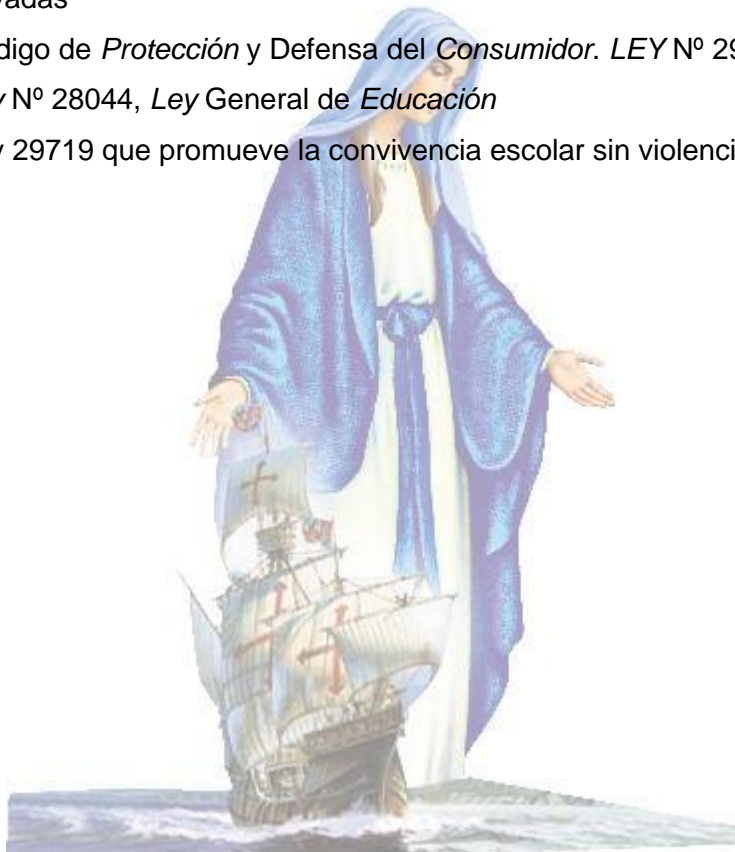 vadas
digo de Protección y Defensa del Consumidor. LEY Nº 29
y Nº 28044, Ley General de Educación
y 29719 que promueve la convivencia escolar sin violenci